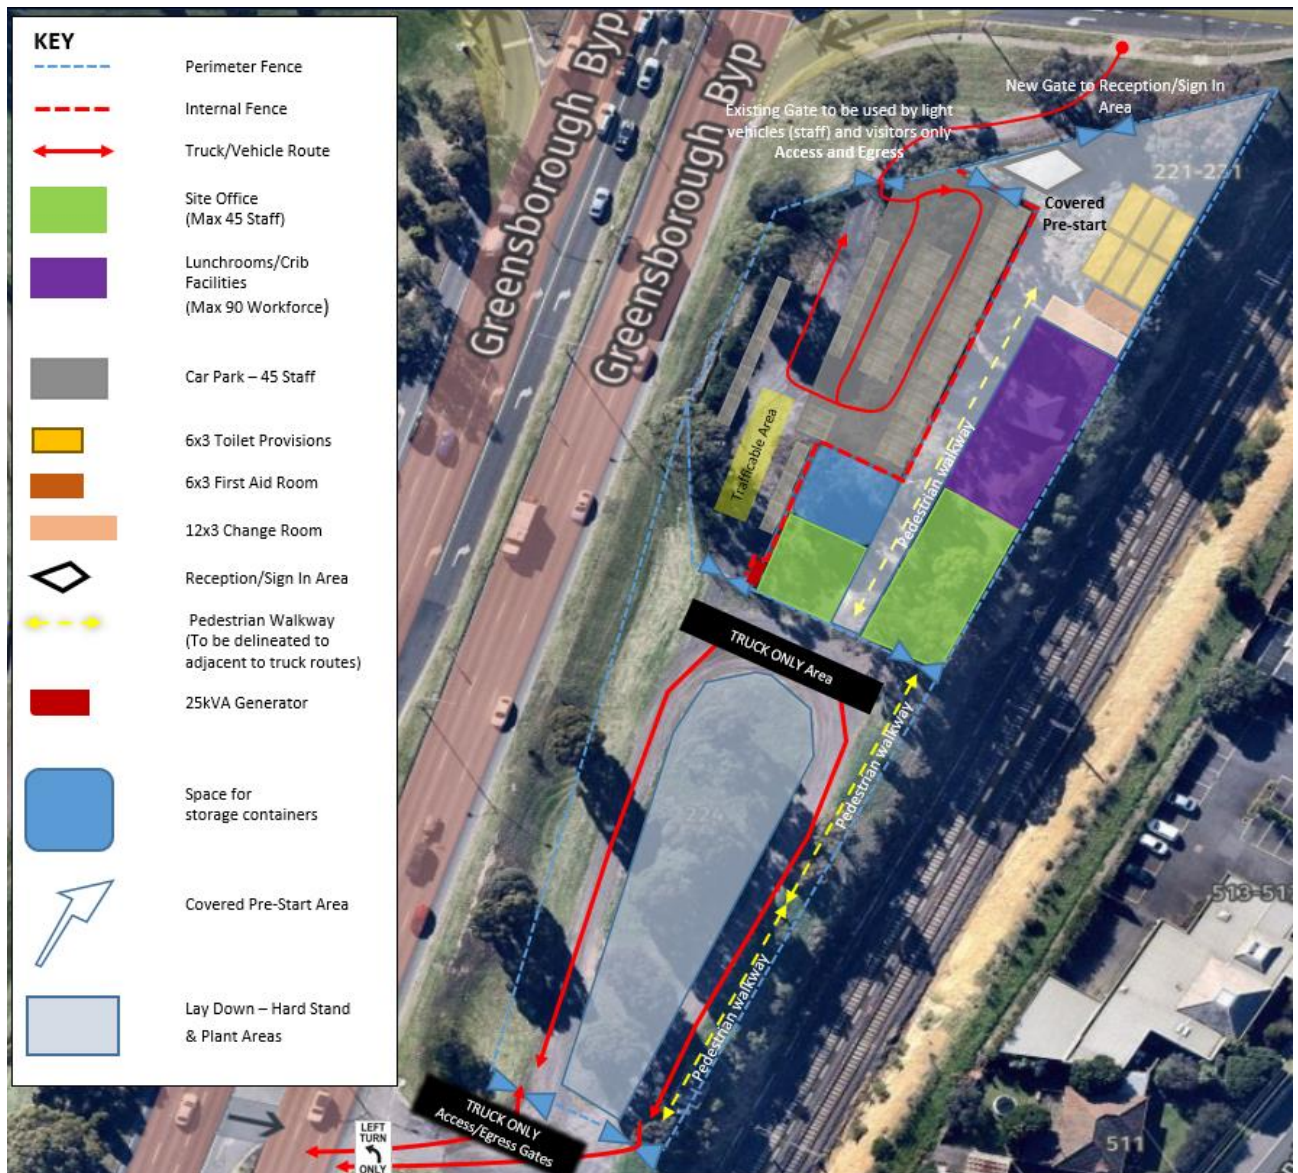 KEY
Perimeter Fence
Internal Fence
Truck/Vehicle Route
Site Office
(Max 45 Staff)
Lunchrooms/Crib
Facilities
(Max 90 Workforce)
Car Park – 45 Staff
6x3 Toilet Provisions
6x3 First Aid Room
12x3 Change Room
Reception/Sign In Area
Pedestrian Walkway
(To be delineated to
adjacent to truck routes)
25kVA Generator
Space for
storage containers
Covered Pre-Start Area
Lay Down – Hard Stand
& Plant Areas
Greensborough Byp
Greensborough Byp
New Gate to Reception/Sign In
Area
Existing Gate to be used by light
vehicles (staff) and visitors only
Access and Egress
221-231
Covered
Pre-start
Trafficable Area
Pedestrian walkway
TRUCK ONLY Area
Pedestrian walkway
Pedestrian walkway
TRUCK ONLY
Access/Egress Gates
LEFT
TURN
ONLY
511